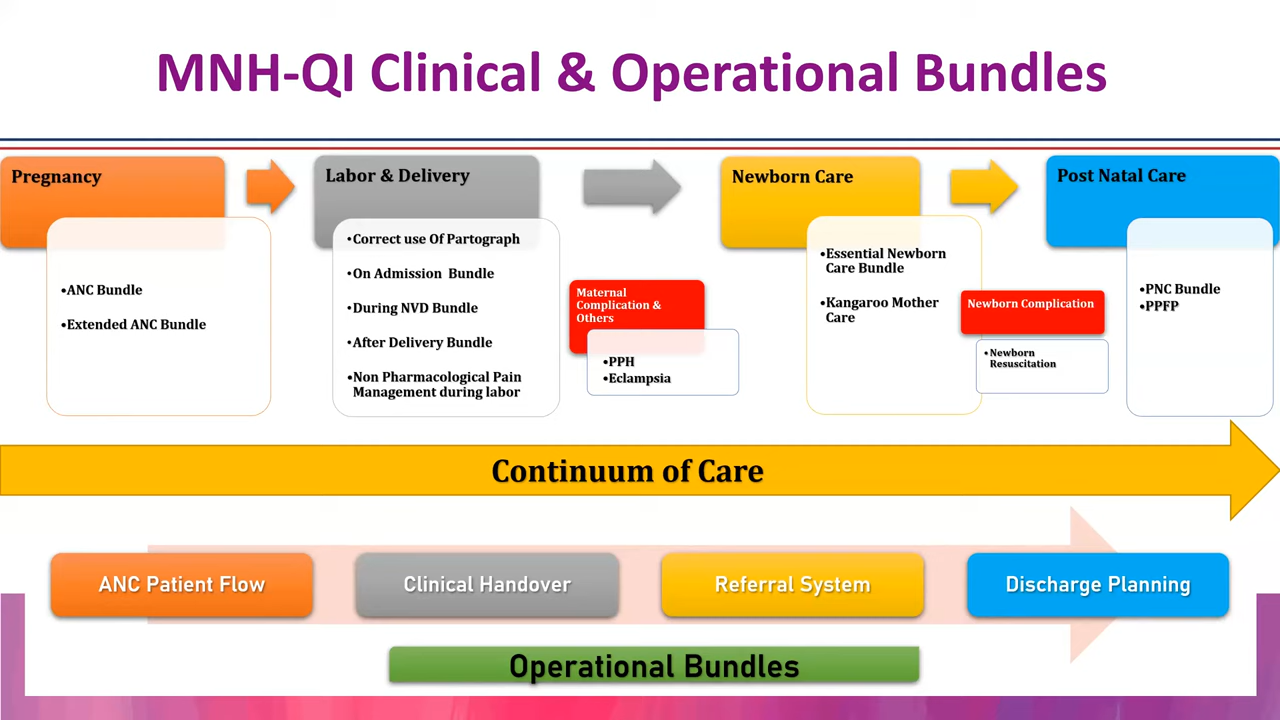 MNH-QI Clinical & Operational Bundles
Pregnancy
•ANC Bundle
•Extended ANC Bundle
Labor & Delivery
•Correct use Of Partograph
•On Admission Bundle
•During NVD Bundle
•After Delivery Bundle
•Non Pharmacological Pain
Management during labor
Maternal
Complication &
Others
•PPH
•Eclampsia
Newborn Care
•Essential Newborn
Care Bundle
•Kangaroo Mother
Care
Newborn Complication
•Newborn
Resuscitation
Post Natal Care
•PNC Bundle
•PPFP
Continuum of Care
ANC Patient Flow
Clinical Handover
Referral System
Discharge Planning
Operational Bundles